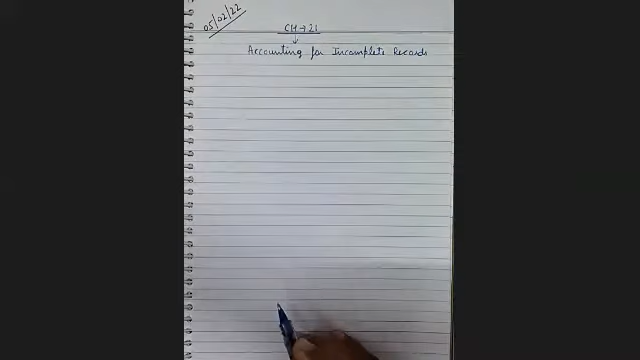 05/02/22
CH → 21
↓
Accounting for Incomplete Records